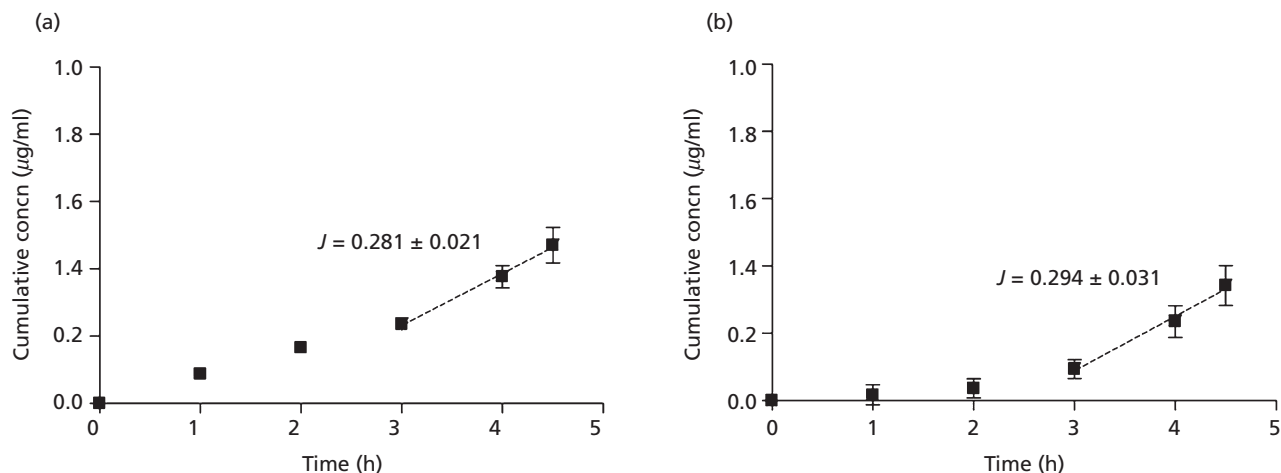 (a)
1.0
1.8
1.6
1.4
0.2
0.0
Cumulative concn (µg/ml)
J = 0.281 ± 0.021
0 1 2 3 4 5
Time (h)
(b)
1.0
1.8
1.6
1.4
0.2
0.0
Cumulative concn (µg/ml)
J = 0.294 ± 0.031
0 1 2 3 4 5
Time (h)